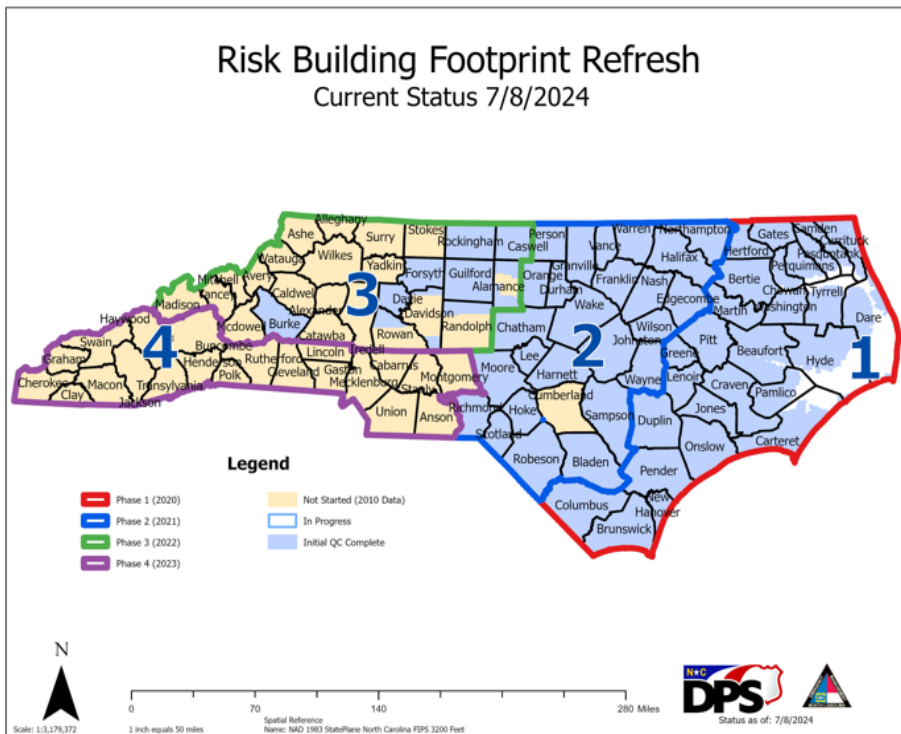 Risk Building Footprint Refresh
Current Status 7/8/2024
Alleghany
Ashe
Surry
Stokes
Rockingham
Caswell
Person
Warren
Northampton
Gates
Camden
Currituck
Pasquotank
Hertford
Perquimans
Vance
Granville
Halifax
Watauga
Wilkes
Yadkin
Forsyth
Guilford
Alamance
Orange
Durham
Franklin
Nash
Bertie
Chowan
Mitchell
Avery
Caldwell
3
Davie
Edgecombe
Martin
Washington
Tyrrell
Dare
Madison
Yancey
Alexander
Davidson
Wake
Haywood
Mcdowell
Burke
Catawba
Rowan
Randolph
Chatham
Wilson
Pitt
Beaufort
Hyde
1
Swain
4
Buncombe
Iredell
2
Johnston
Greene
Graham
Henderson
Rutherford
Lincoln
Cabarrus
Lee
Harnett
Wayne
Lenoir
Craven
Pamlico
Cherokee
Macon
Clay
Transylvania
Jackson
Polk
Cleveland
Gaston
Mecklenburg
Stanly
Montgomery
Moore
Cumberland
Sampson
Duplin
Jones
Carteret
Union
Anson
Richmond
Hoke
Scotland
Onslow
Robeson
Bladen
Pender
Columbus
New
Hanover
Brunswick
Legend
Phase 1 (2020)
Phase 2 (2021)
Phase 3 (2022)
Phase 4 (2023)
Not Started (2010 Data)
In Progress
Initial QC Complete
N
0 70 140 280 Miles
Scale: 1:3,179,372
1 inch equals 50 miles
Spatial Reference
Name: NAD 1983 StatePlane North Carolina FIPS 3200 Feet
N★C
DPS
Status as of: 7/8/2024